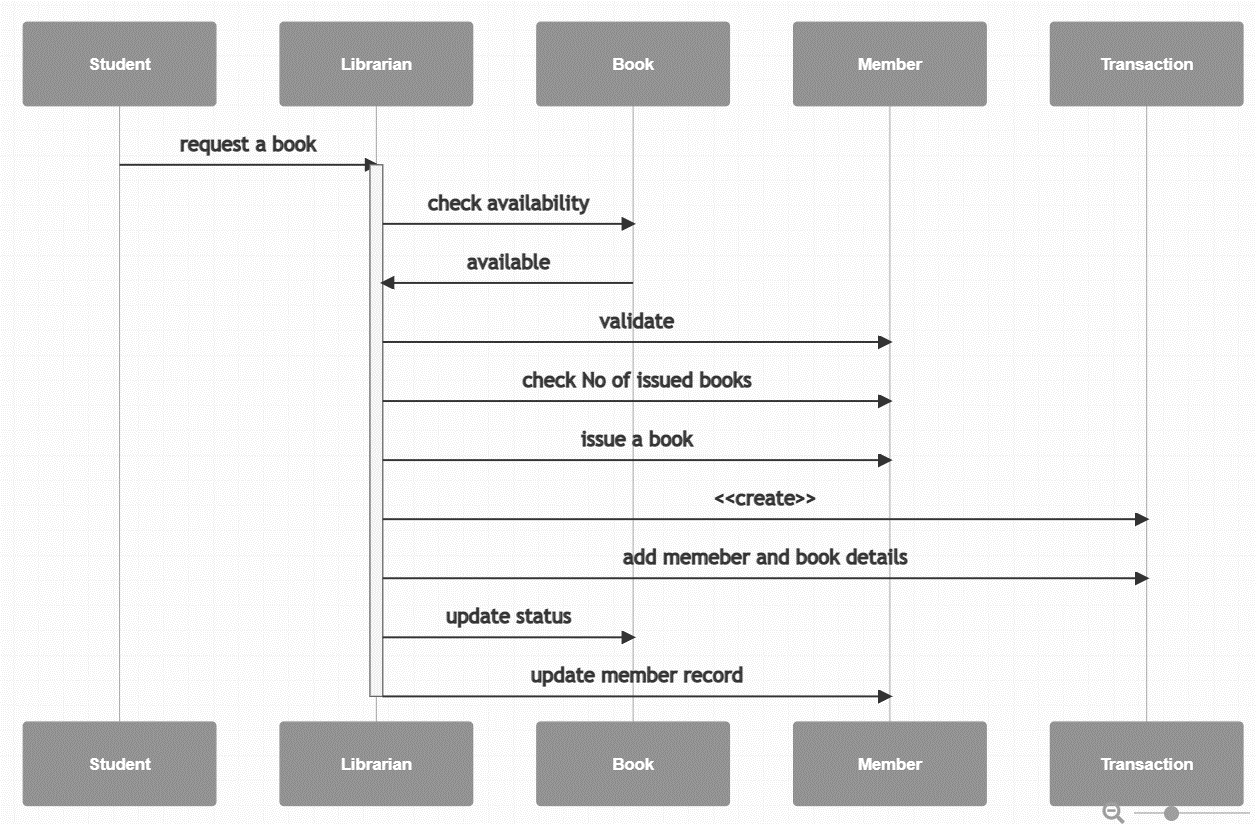 Student
Librarian
Book
Member
Transaction
request a book
check availability
available
validate
check No of issued books
issue a book
<<create>>
add memeber and book details
update status
update member record
Student
Librarian
Book
Member
Transaction